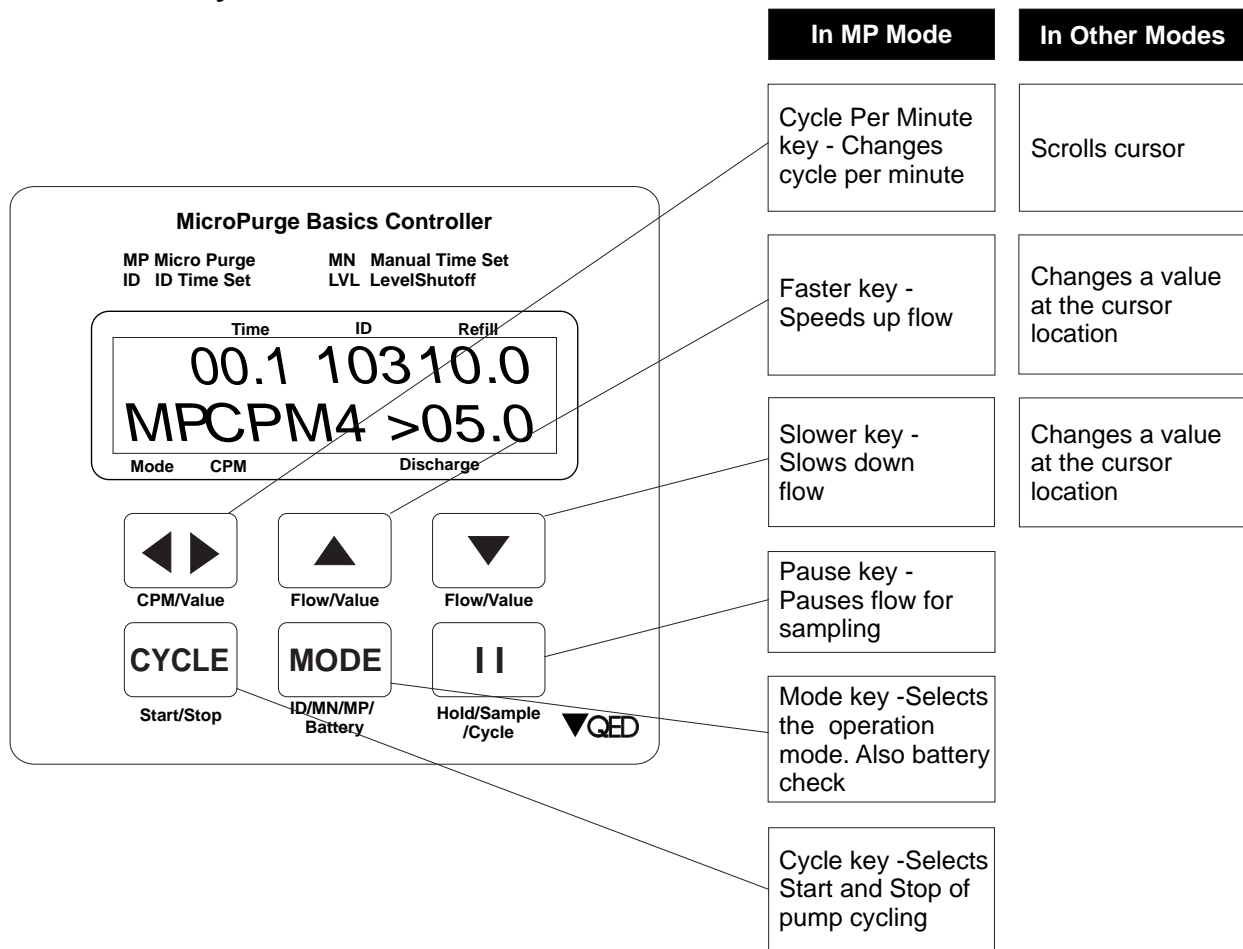 In MP Mode
In Other Modes
Cycle Per Minute
key - Changes
cycle per minute
Scrolls cursor
Faster key -
Speeds up flow
Changes a value
at the cursor
location
Slower key -
Slows down
flow
Changes a value
at the cursor
location
Pause key -
Pauses flow for
sampling
Mode key -Selects
the operation
mode. Also battery
check
Cycle key -Selects
Start and Stop of
pump cycling
MicroPurge Basics Controller
MP Micro Purge MN Manual Time Set
ID ID Time Set LVL LevelShutoff
Time ID Refill
00.1 103 10.0
MPCPM4 >05.0
Mode CPM Discharge
CPM/Value Flow/Value Flow/Value
CYCLE MODE II
Start/Stop
ID/MN/MP/
Battery
Hold/Sample
/Cycle
QED